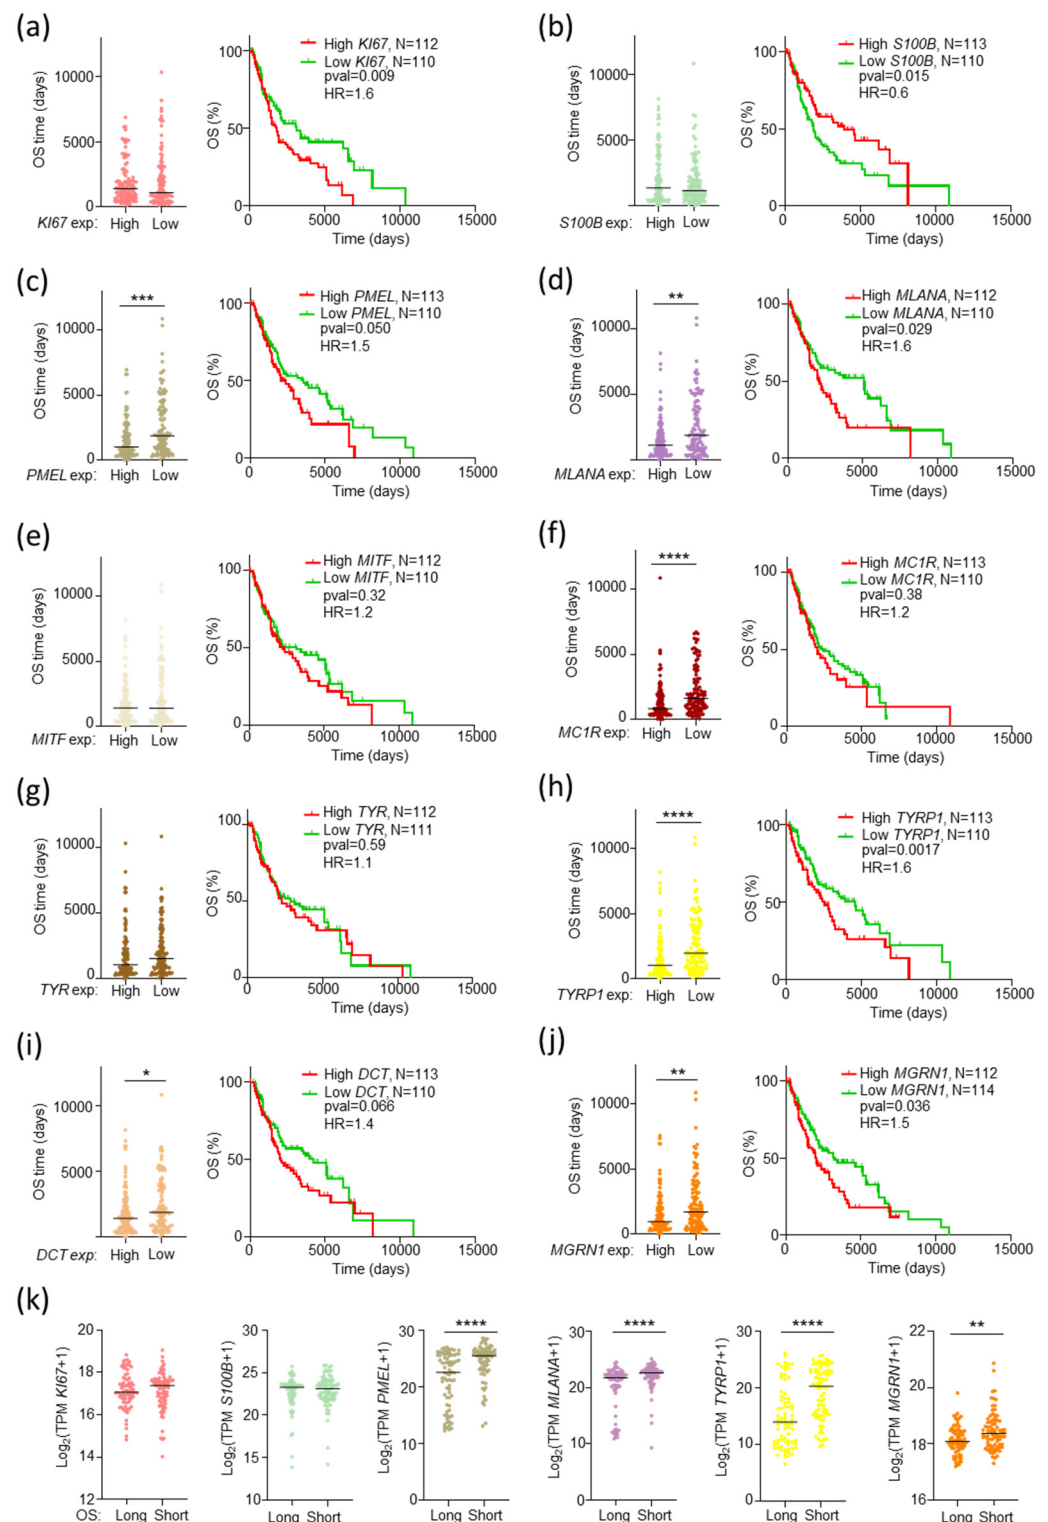 (a)
OS time (days)
10000
5000
0
KI67 exp: High Low
OS (%)
100
50
0
High KI67, N=112
Low KI67, N=110
pval=0.009
HR=1.6
0 5000 10000 15000
Time (days)
(b)
OS time (days)
10000
5000
0
S100B exp: High Low
OS (%)
100
50
0
High S100B, N=113
Low S100B, N=110
pval=0.015
HR=0.6
0 5000 10000 15000
Time (days)
(c)
OS time (days)
10000
5000
0
***
PMEL exp: High Low
OS (%)
100
50
0
High PMEL, N=113
Low PMEL, N=110
pval=0.050
HR=1.5
0 5000 10000 15000
Time (days)
(d)
OS time (days)
10000
5000
0
**
MLANA exp: High Low
OS (%)
100
50
0
High MLANA, N=112
Low MLANA, N=110
pval=0.029
HR=1.6
0 5000 10000 15000
Time (days)
(e)
OS time (days)
10000
5000
0
MITF exp: High Low
OS (%)
100
50
0
High MITF, N=112
Low MITF, N=110
pval=0.32
HR=1.2
0 5000 10000 15000
Time (days)
(f)
OS time (days)
10000
5000
0
****
MC1R exp: High Low
OS (%)
100
50
0
High MC1R, N=113
Low MC1R, N=110
pval=0.38
HR=1.2
0 5000 10000 15000
Time (days)
(g)
OS time (days)
10000
5000
0
TYR exp: High Low
OS (%)
100
50
0
High TYR, N=112
Low TYR, N=111
pval=0.59
HR=1.1
0 5000 10000 15000
Time (days)
(h)
OS time (days)
10000
5000
0
****
TYRP1 exp: High Low
OS (%)
100
50
0
High TYRP1, N=113
Low TYRP1, N=110
pval=0.0017
HR=1.6
0 5000 10000 15000
Time (days)
(i)
OS time (days)
10000
5000
0
*
DCT exp: High Low
OS (%)
100
50
0
High DCT, N=113
Low DCT, N=110
pval=0.066
HR=1.4
0 5000 10000 15000
Time (days)
(j)
OS time (days)
10000
5000
0
**
MGRN1 exp: High Low
OS (%)
100
50
0
High MGRN1, N=112
Low MGRN1, N=114
pval=0.036
HR=1.5
0 5000 10000 15000
Time (days)
(k)
Log2(TPM KI67+1)
20
18
16
14
12
OS: Long Short
Log2(TPM S100B+1)
30
25
20
15
10
Long Short
Log2(TPM PMEL+1)
30
20
10
0
****
Long Short
Log2(TPM MLANA+1)
30
20
10
0
****
Long Short
Log2(TPM TYRP1+1)
30
20
10
0
****
Long Short
Log2(TPM MGRN1+1)
22
20
18
16
**
Long Short